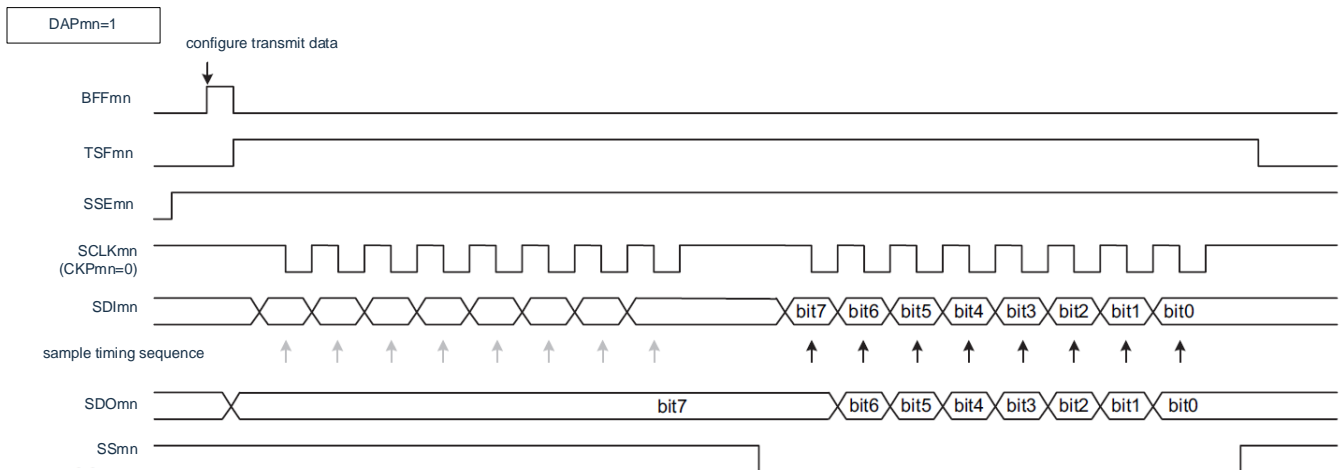 DAPmn=1
configure transmit data
BFFmn
TSFmn
SSEmn
SCLKmn
(CKPmn=0)
SDImn
bit7 bit6 bit5 bit4 bit3 bit2 bit1 bit0
sample timing sequence
SDOmn
bit7 bit6 bit5 bit4 bit3 bit2 bit1 bit0
SSmn